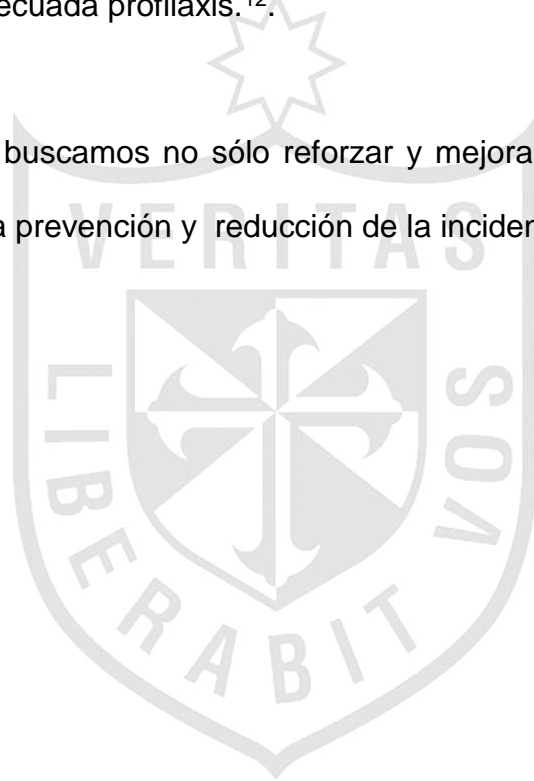 ecuada profilaxis.¹².
buscamos no sólo reforzar y mejora
a prevención y reducción de la inciden
VERITAS
LIBERABIT VOS